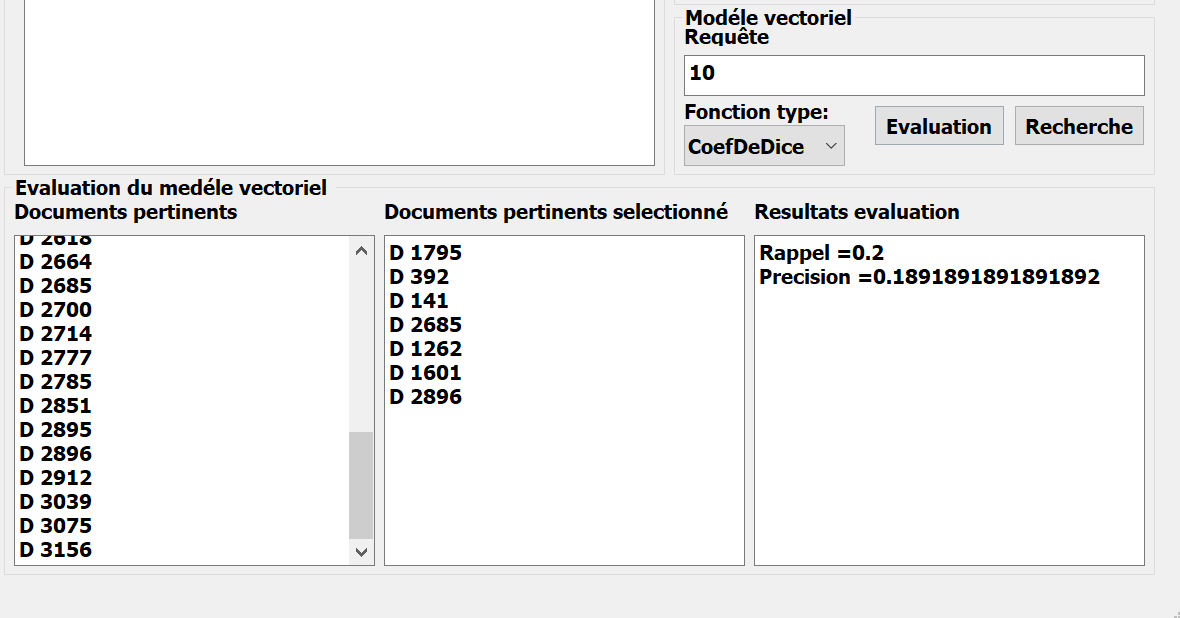 Modéle vectoriel
Requête
10
Fonction type:
CoefDeDice
Evaluation
Recherche
Evaluation du medéle vectoriel
Documents pertinents
D 2618
D 2664
D 2685
D 2700
D 2714
D 2777
D 2785
D 2851
D 2895
D 2896
D 2912
D 3039
D 3075
D 3156
Documents pertinents selectionné
D 1795
D 392
D 141
D 2685
D 1262
D 1601
D 2896
Resultats evaluation
Rappel =0.2
Precision =0.1891891891891892